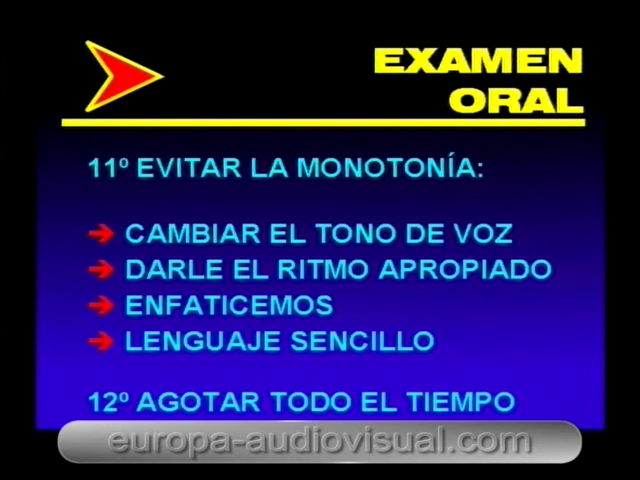 EXAMEN
ORAL
11º EVITAR LA MONOTONÍA:
CAMBIAR EL TONO DE VOZ
DARLE EL RITMO APROPIADO
ENFATICEMOS
LENGUAJE SENCILLO
12º AGOTAR TODO EL TIEMPO
europa-audiovisual.com